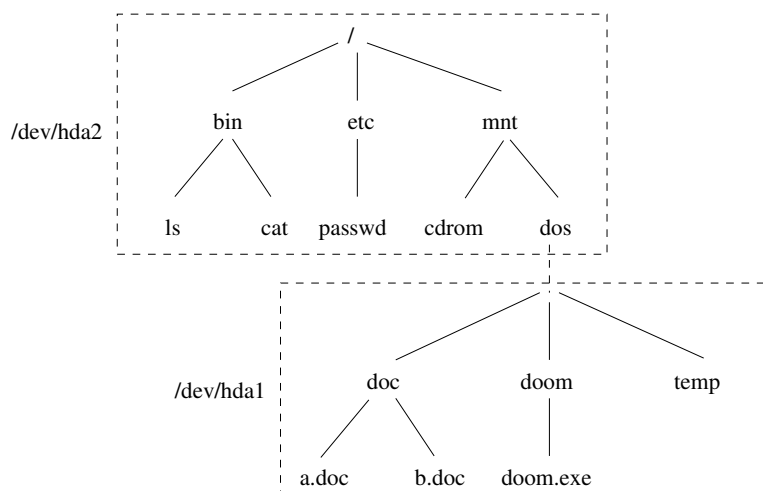 /
/dev/hda2
bin etc mnt
ls cat passwd cdrom dos
.
/dev/hda1
doc doom temp
a.doc b.doc doom.exe